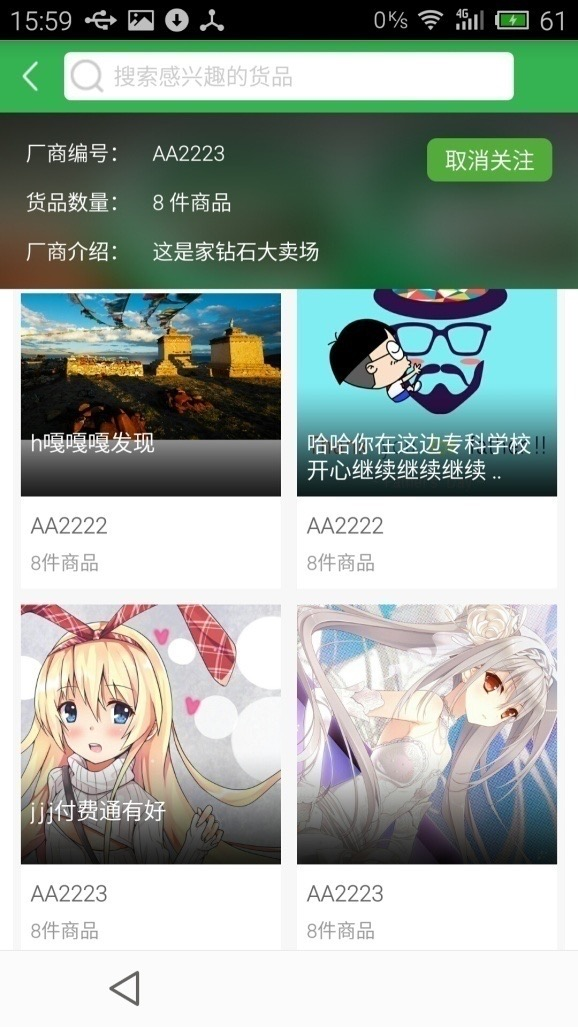 15:59
0K/s
4G
61
搜索感兴趣的货品
厂商编号： AA2223
取消关注
货品数量： 8 件商品
厂商介绍： 这是家钻石大卖场
h嘎嘎嘎发现
哈哈你在这边专科学校
开心继续继续继续 ..
!!
AA2222
8件商品
AA2222
8件商品
jjj付费通有好
AA2223
8件商品
AA2223
8件商品